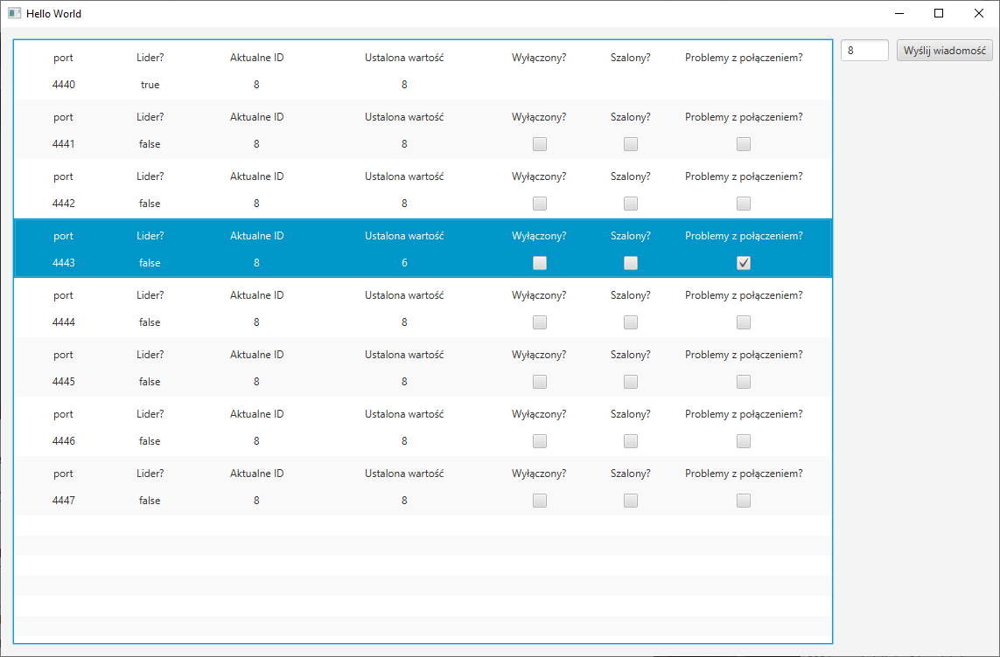 Hello World
port Lider? Aktualne ID Ustalona wartość Wyłączony? Szalony? Problemy z połączeniem? 8 Wyślij wiadomość
4440 true 8 8
port Lider? Aktualne ID Ustalona wartość Wyłączony? Szalony? Problemy z połączeniem?
4441 false 8 8
port Lider? Aktualne ID Ustalona wartość Wyłączony? Szalony? Problemy z połączeniem?
4442 false 8 8
port Lider? Aktualne ID Ustalona wartość Wyłączony? Szalony? Problemy z połączeniem?
4443 false 8 6
port Lider? Aktualne ID Ustalona wartość Wyłączony? Szalony? Problemy z połączeniem?
4444 false 8 8
port Lider? Aktualne ID Ustalona wartość Wyłączony? Szalony? Problemy z połączeniem?
4445 false 8 8
port Lider? Aktualne ID Ustalona wartość Wyłączony? Szalony? Problemy z połączeniem?
4446 false 8 8
port Lider? Aktualne ID Ustalona wartość Wyłączony? Szalony? Problemy z połączeniem?
4447 false 8 8